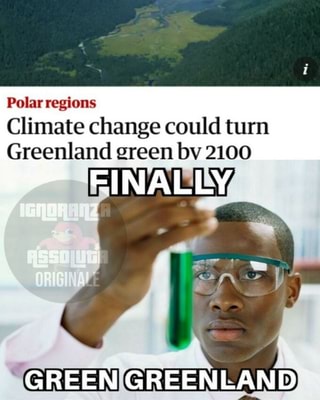 i
Polar regions
Climate change could turn
Greenland green by 2100
FINALLY
IGNORANZA
ASSOLUTA
ORIGINALE
GREEN GREENLAND